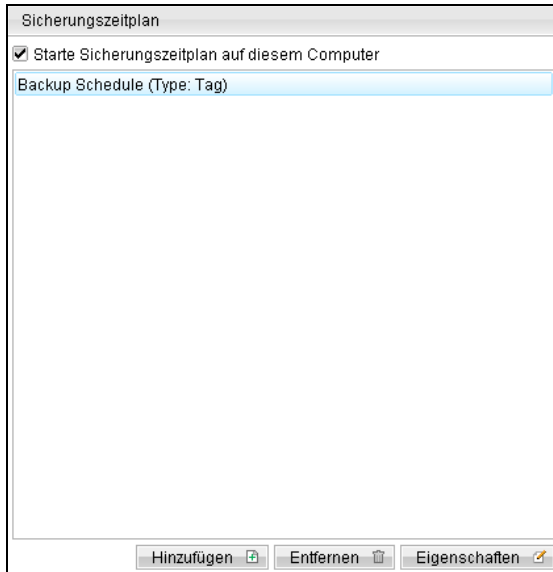 Sicherungszeitplan
Starte Sicherungszeitplan auf diesem Computer
Backup Schedule (Type: Tag)
Hinzufügen Entfernen Eigenschaften